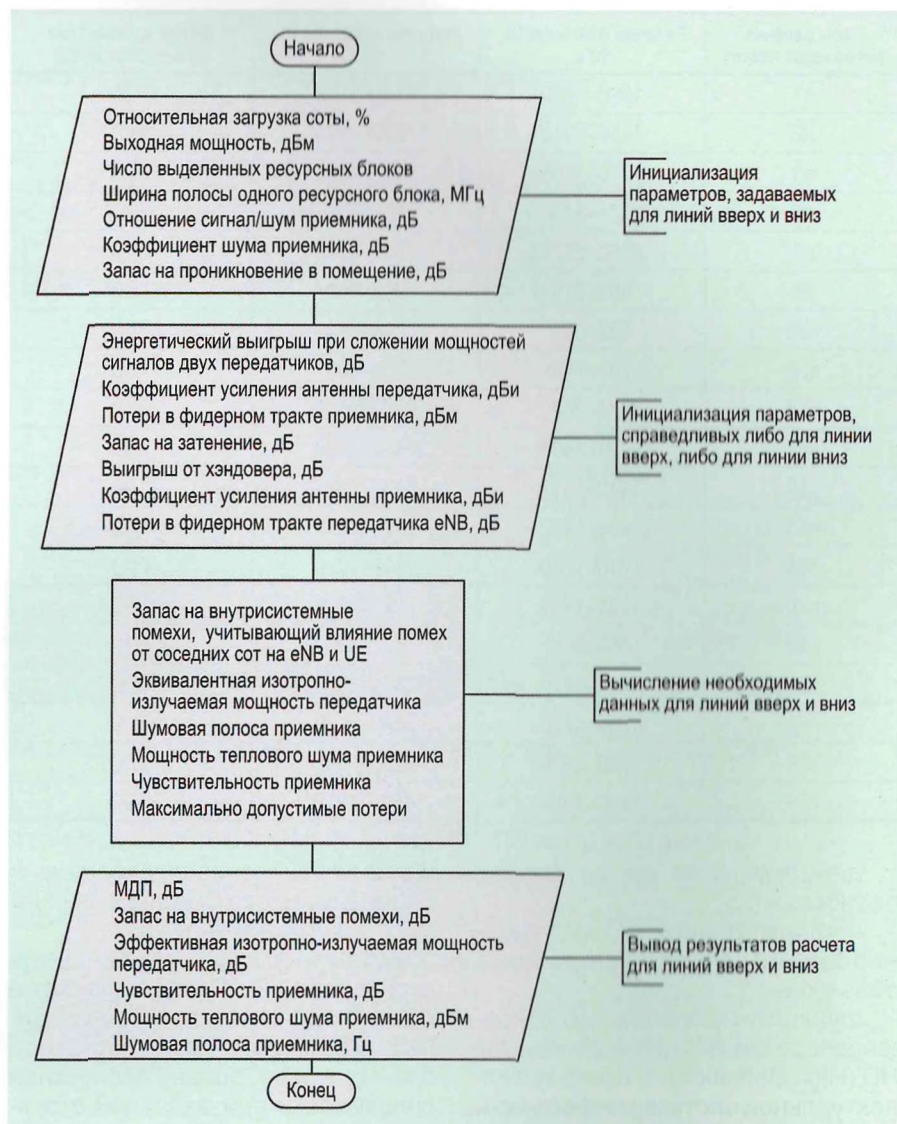 Начало
Относительная загрузка соты, %
Выходная мощность, дБм
Число выделенных ресурсных блоков
Ширина полосы одного ресурсного блока, МГц
Отношение сигнал/шум приемника, дБ
Коэффициент шума приемника, дБ
Запас на проникновение в помещение, дБ
Инициализация
параметров, задаваемых
для линий вверх и вниз
Энергетический выигрыш при сложении мощностей
сигналов двух передатчиков, дБ
Коэффициент усиления антенны передатчика, дБи
Потери в фидерном тракте приемника, дБм
Запас на затенение, дБ
Выигрыш от хэндовера, дБ
Коэффициент усиления антенны приемника, дБи
Потери в фидерном тракте передатчика eNB, дБ
Инициализация параметров,
справедливых либо для линии
вверх, либо для линии вниз
Запас на внутрисистемные
помехи, учитывающий влияние помех
от соседних сот на eNB и UE
Эквивалентная изотропно-
излучаемая мощность передатчика
Шумовая полоса приемника
Мощность теплового шума приемника
Чувствительность приемника
Максимально допустимые потери
Вычисление необходимых
данных для линий вверх и вниз
МДП, дБ
Запас на внутрисистемные помехи, дБ
Эффективная изотропно-излучаемая мощность
передатчика, дБ
Чувствительность приемника, дБ
Мощность теплового шума приемника, дБм
Шумовая полоса приемника, Гц
Вывод результатов расчета
для линий вверх и вниз
Конец